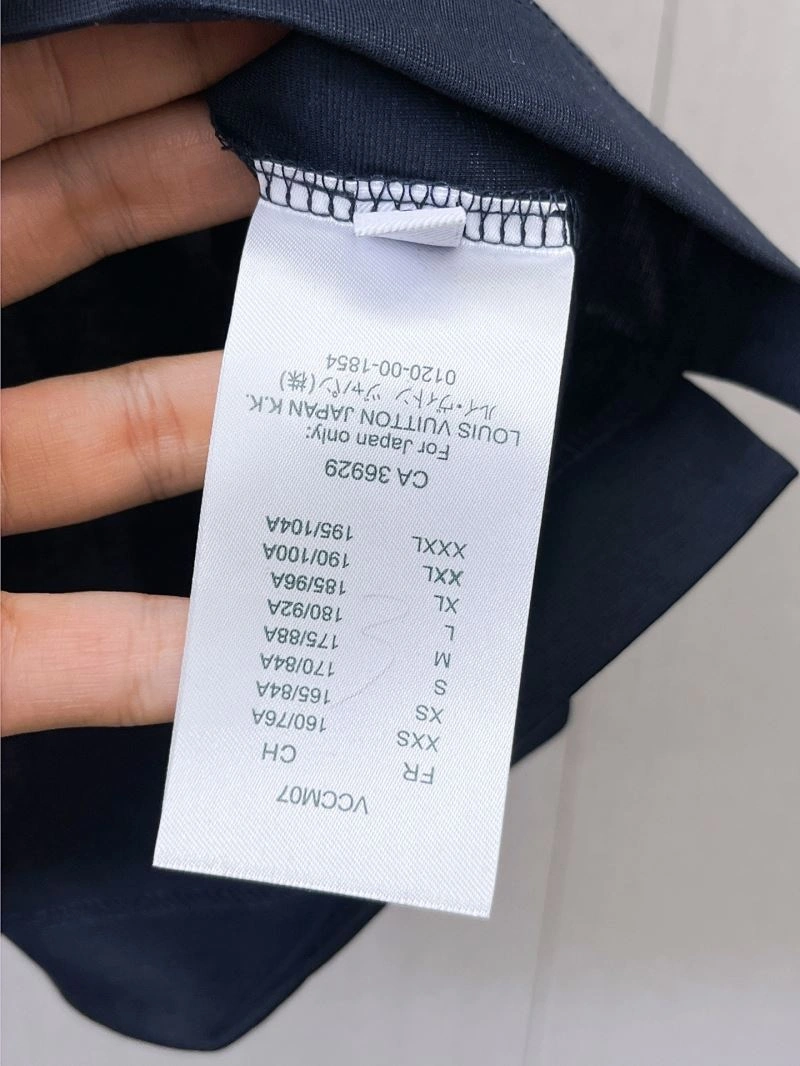 VCCM07
FR CH
XXS 160/76A
XS 165/84A
S 170/84A
M 175/88A
L 180/92A
XL 185/96A
XXL 190/100A
XXXL 195/104A
CA 36929
For Japan only:
LOUIS VUITTON JAPAN K.K.
ルイ・ヴィトン ジャパン(株)
0120-00-1854